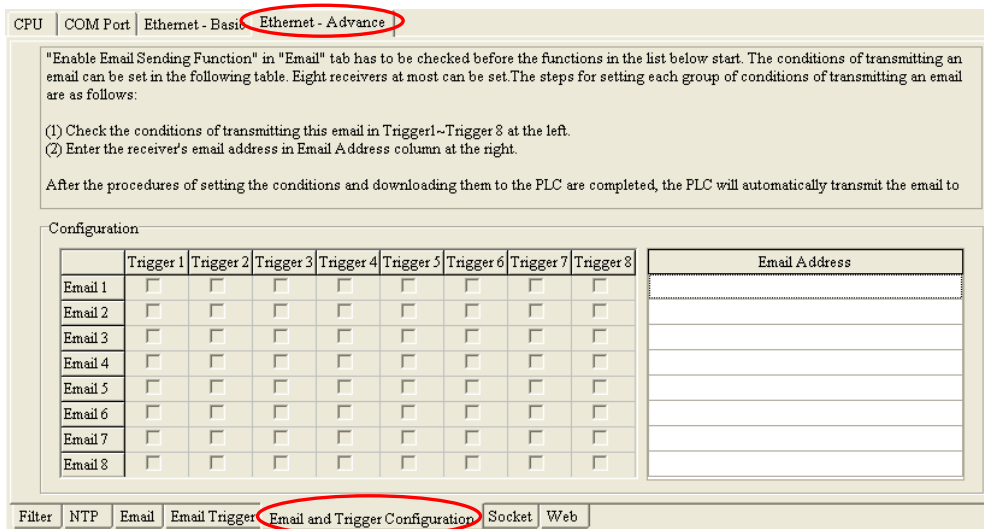 CPU COM Port Ethernet - Basic Ethernet - Advance
"Enable Email Sending Function" in "Email" tab has to be checked before the functions in the list below start. The conditions of transmitting an
email can be set in the following table. Eight receivers at most can be set.The steps for setting each group of conditions of transmitting an email
are as follows:
(1) Check the conditions of transmitting this email in Trigger1~Trigger 8 at the left.
(2) Enter the receiver's email address in Email Address column at the right.
After the procedures of setting the conditions and downloading them to the PLC are completed, the PLC will automatically transmit the email to
Configuration
Trigger 1 Trigger 2 Trigger 3 Trigger 4 Trigger 5 Trigger 6 Trigger 7 Trigger 8 Email Address
Email 1
Email 2
Email 3
Email 4
Email 5
Email 6
Email 7
Email 8
Filter NTP Email Email Trigger Email and Trigger Configuration Socket Web